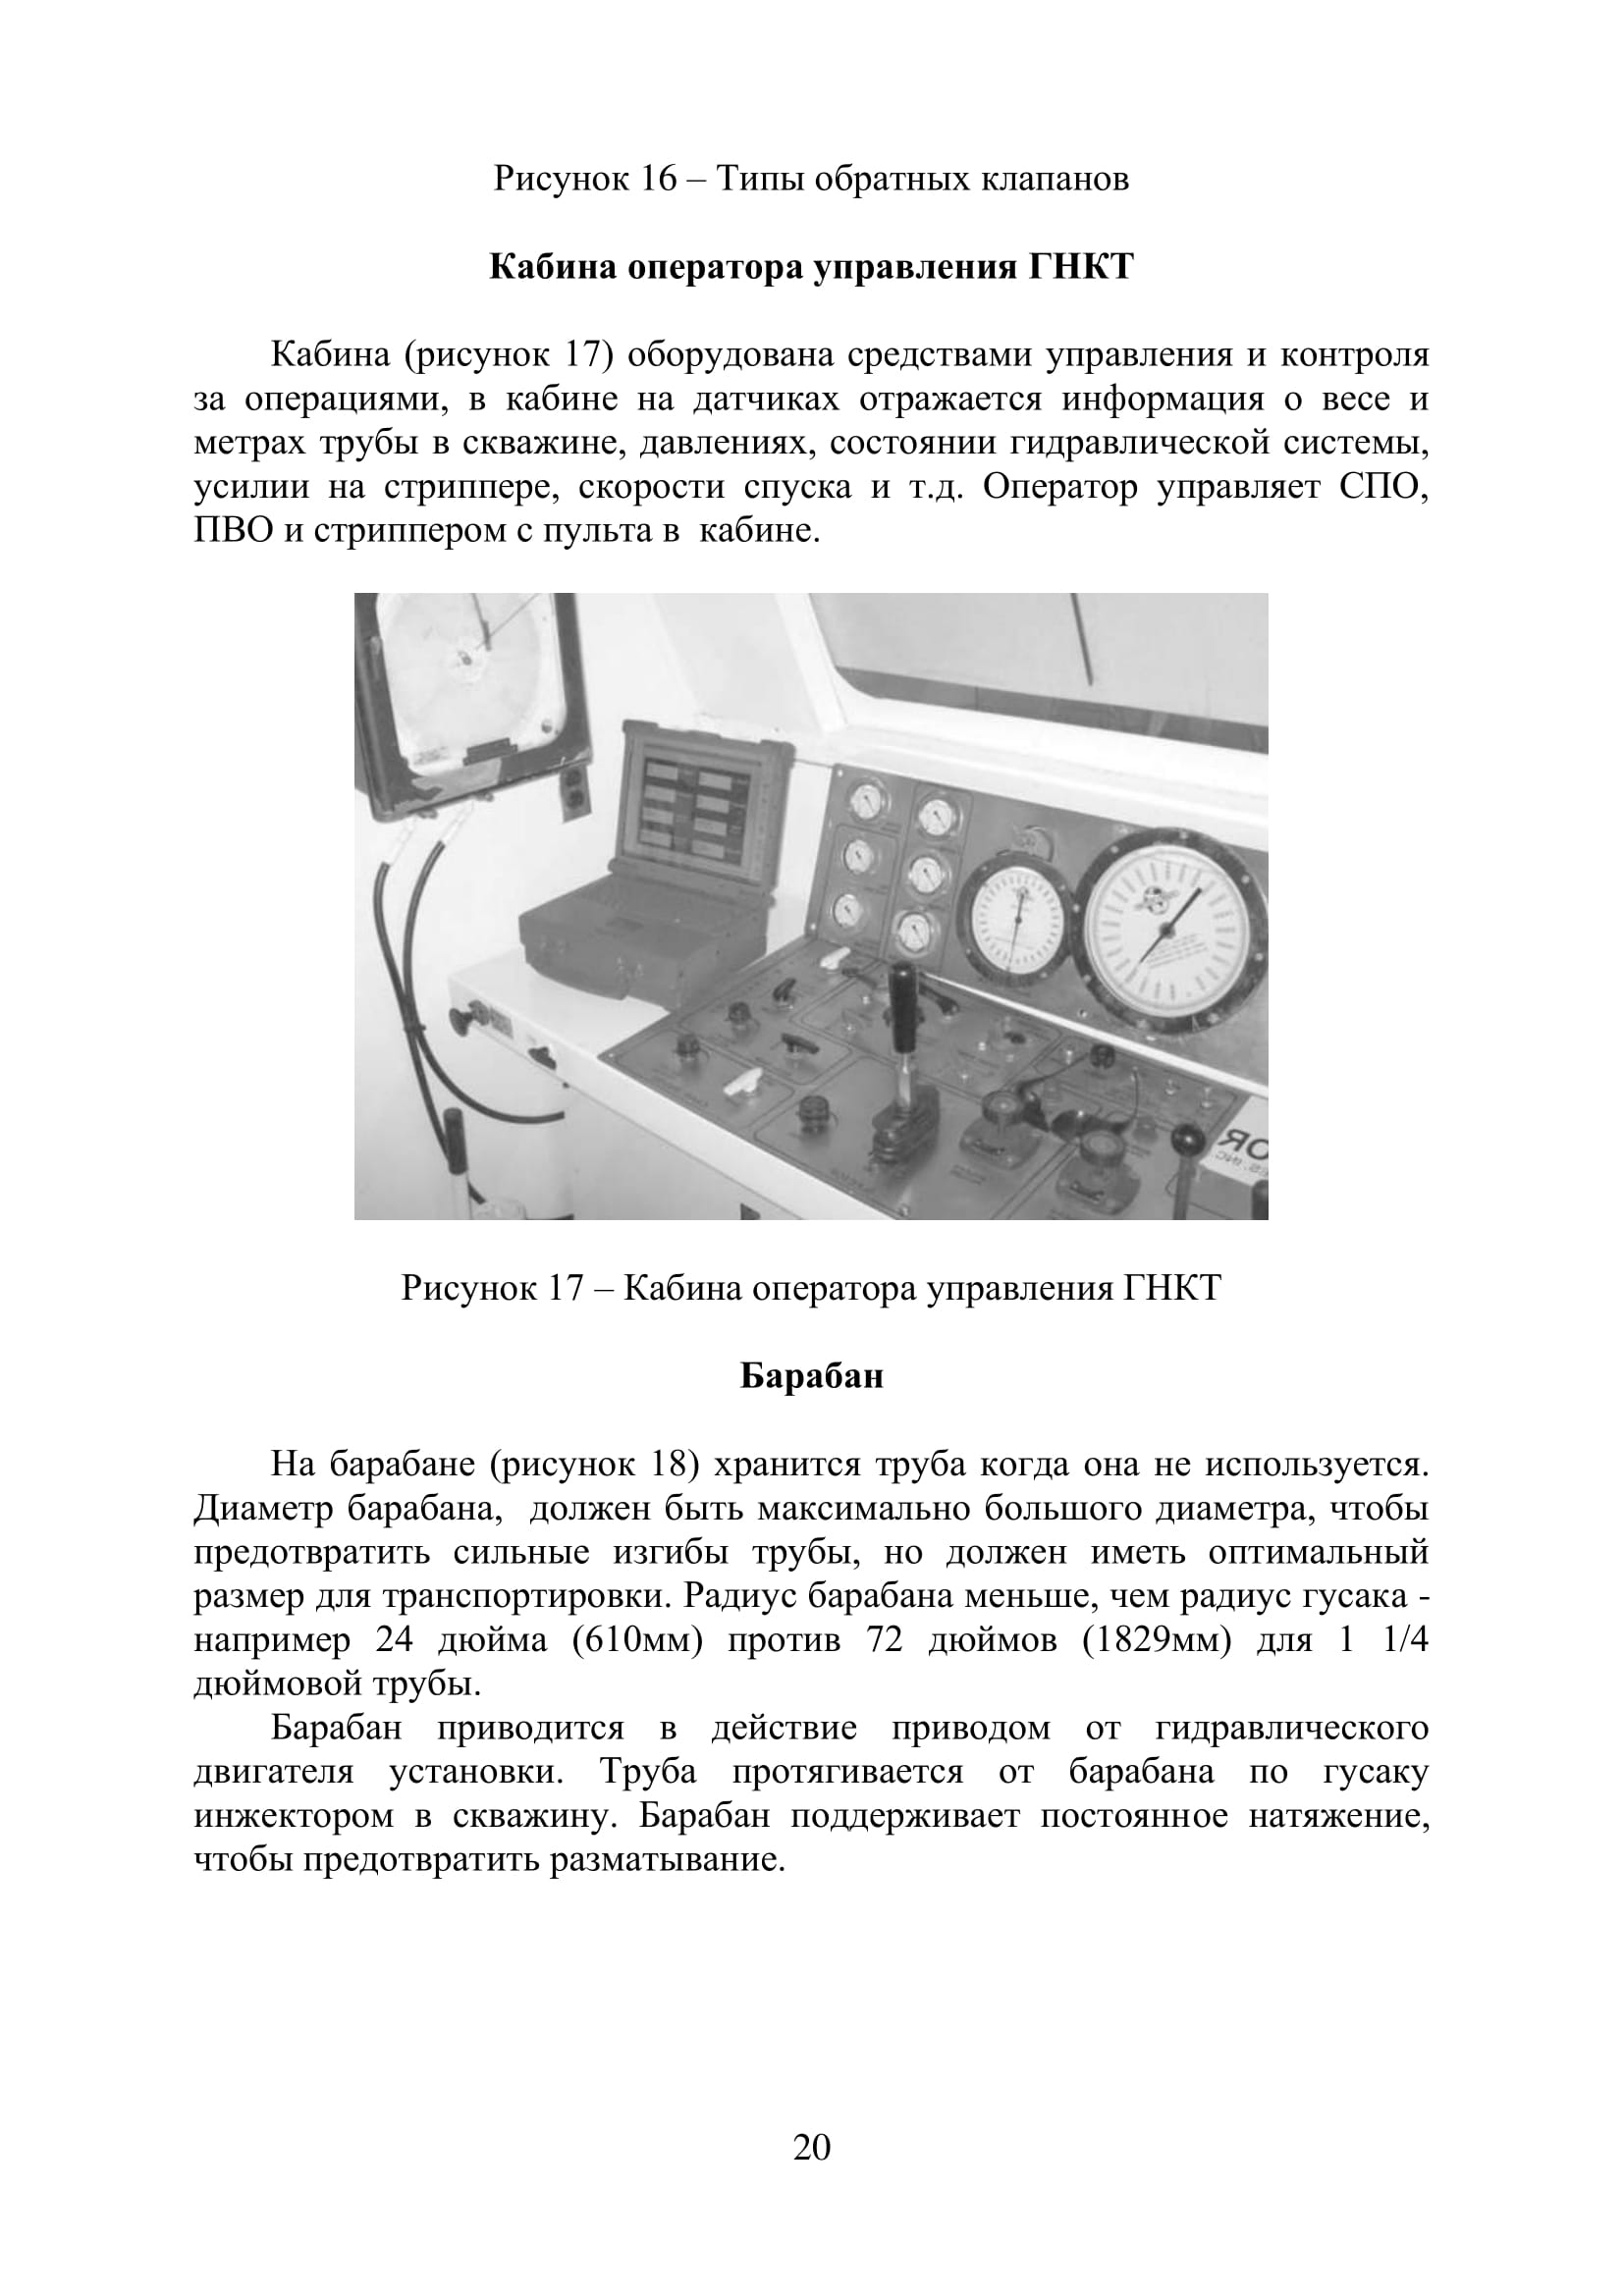 Рисунок 16 – Типы обратных клапанов
Кабина оператора управления ГНКТ
Кабина (рисунок 17) оборудована средствами управления и контроля
за операциями, в кабине на датчиках отражается информация о весе и
метрах трубы в скважине, давлениях, состоянии гидравлической системы,
усилии на стриппере, скорости спуска и т.д. Оператор управляет СПО,
ПВО и стриппером с пульта в  кабине.
Рисунок 17 – Кабина оператора управления ГНКТ
Барабан
На барабане (рисунок 18) хранится труба когда она не используется.
Диаметр барабана,  должен быть максимально большого диаметра, чтобы
предотвратить сильные изгибы трубы, но должен иметь оптимальный
размер для транспортировки. Радиус барабана меньше, чем радиус гусака -
например 24 дюйма (610мм) против 72 дюймов (1829мм) для 1 1/4
дюймовой трубы.
Барабан приводится в действие приводом от гидравлического
двигателя установки. Труба протягивается от барабана по гусаку
инжектором в скважину. Барабан поддерживает постоянное натяжение,
чтобы предотвратить разматывание.
20